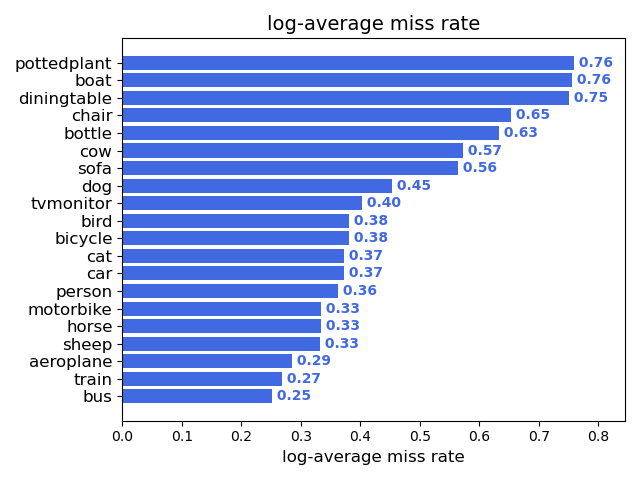 log-average miss rate
pottedplant 0.76
boat 0.76
diningtable 0.75
chair 0.65
bottle 0.63
cow 0.57
sofa 0.56
dog 0.45
tvmonitor 0.40
bird 0.38
bicycle 0.38
cat 0.37
car 0.37
person 0.36
motorbike 0.33
horse 0.33
sheep 0.33
aeroplane 0.29
train 0.27
bus 0.25
0.0 0.1 0.2 0.3 0.4 0.5 0.6 0.7 0.8
log-average miss rate